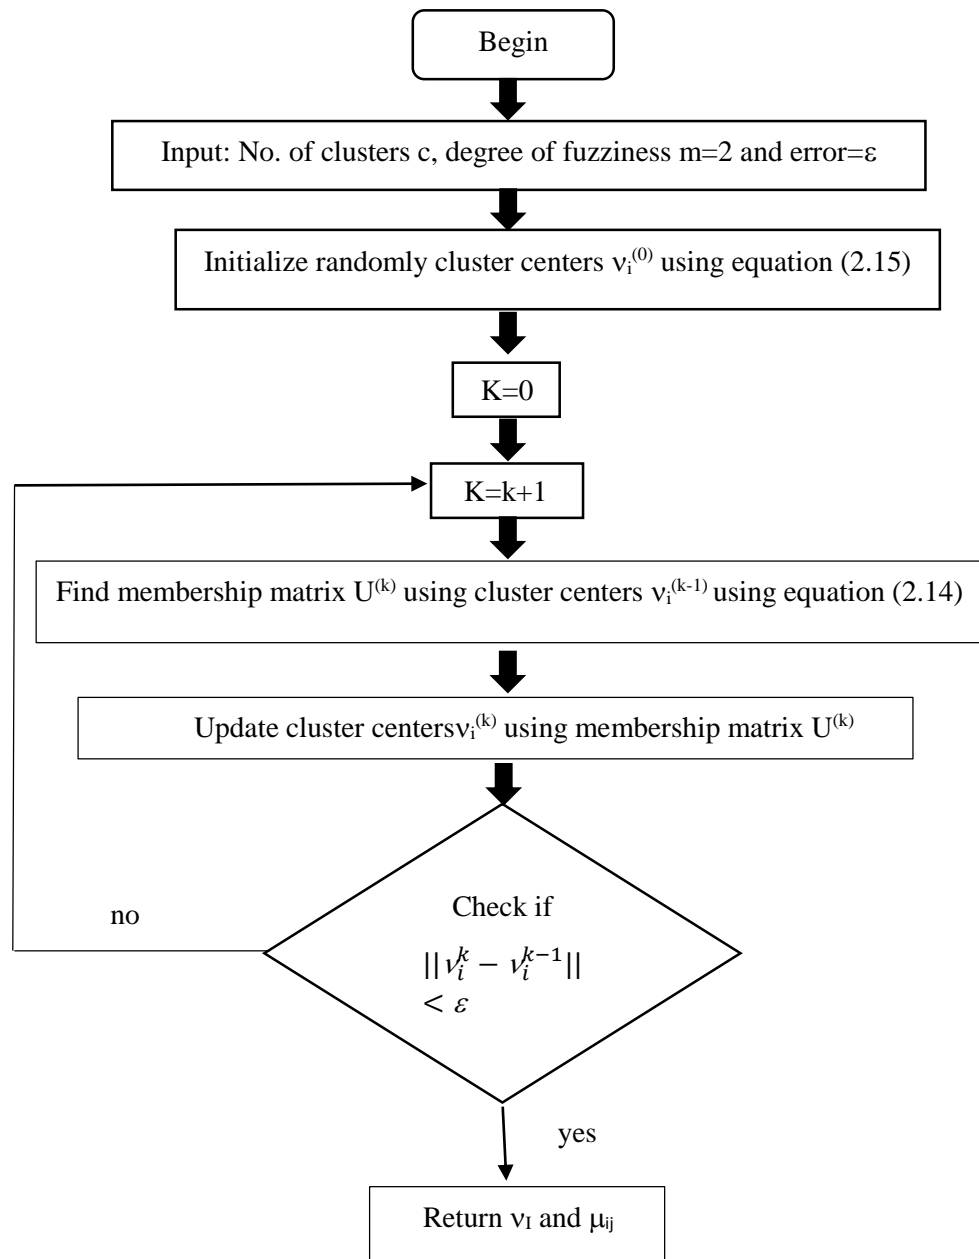 Begin
Input: No. of clusters c, degree of fuzziness m=2 and error=ε
Initialize randomly cluster centers νᵢ⁽⁰⁾ using equation (2.15)
K=0
K=k+1
Find membership matrix U⁽ᵏ⁾ using cluster centers νᵢ⁽ᵏ⁻¹⁾ using equation (2.14)
Update cluster centersνᵢ⁽ᵏ⁾ using membership matrix U⁽ᵏ⁾
no
Check if
||νᵢᵏ − νᵢᵏ⁻¹||
< ε
yes
Return ν_I and μᵢⱼ